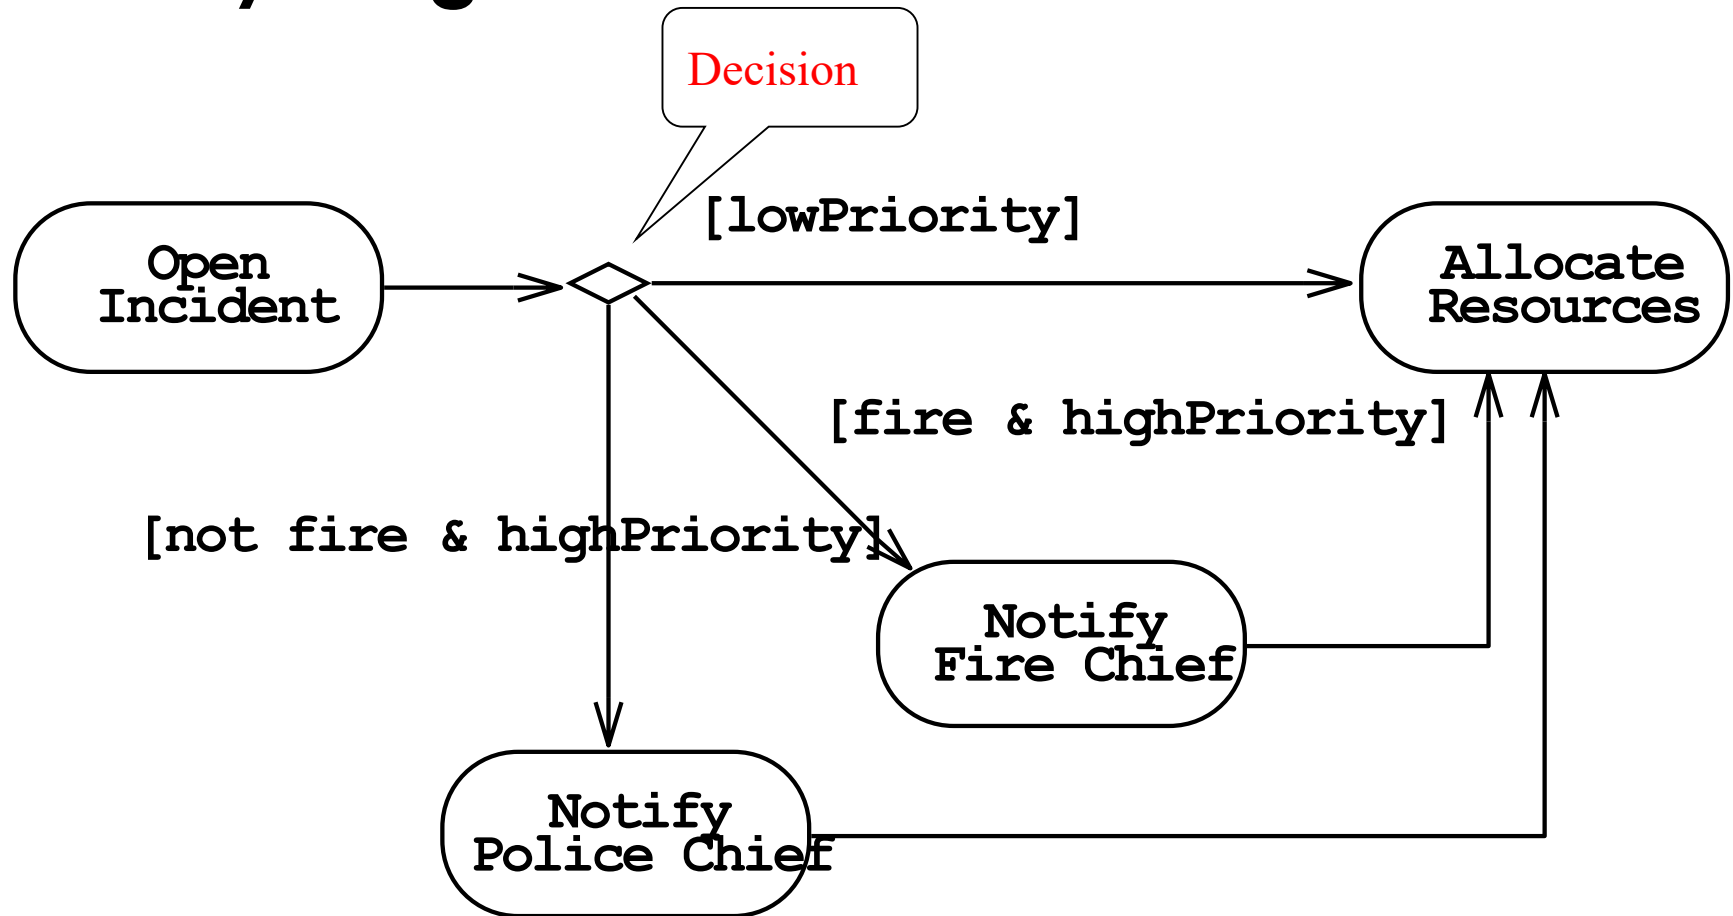 Decision
[lowPriority]
Open
Incident
Allocate
Resources
[fire & highPriority]
[not fire & highPriority]
Notify
Fire Chief
Notify
Police Chief